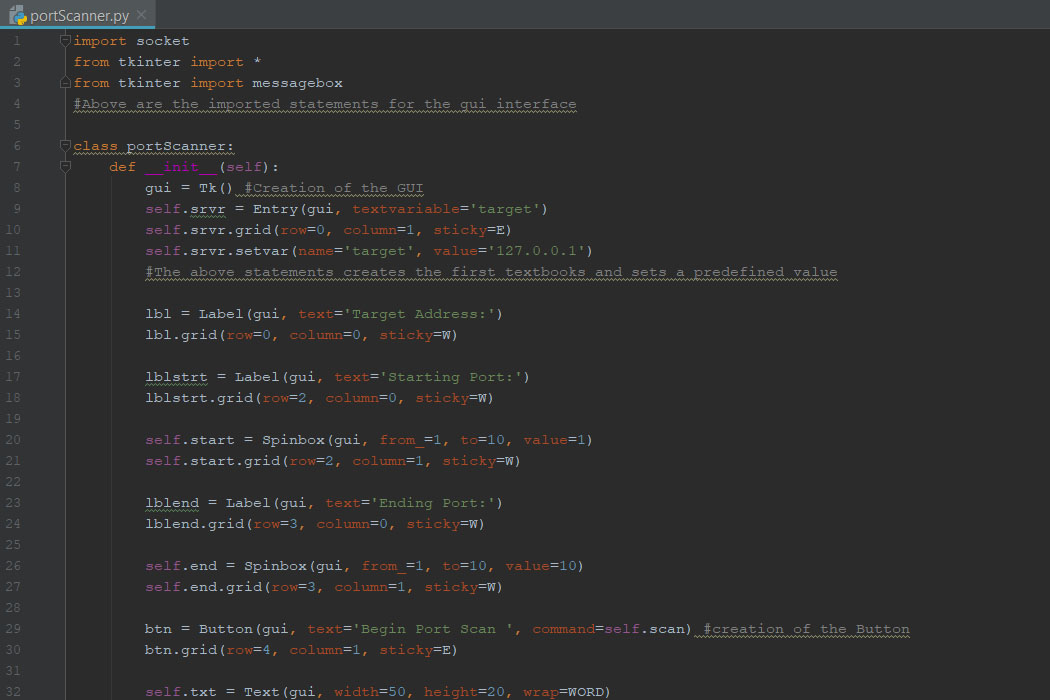 portScanner.py
1 import socket
2 from tkinter import *
3 from tkinter import messagebox
4 #Above are the imported statements for the gui interface
5
6 class portScanner:
7 def __init__(self):
8 gui = Tk() #Creation of the GUI
9 self.srvr = Entry(gui, textvariable='target')
10 self.srvr.grid(row=0, column=1, sticky=E)
11 self.srvr.setvar(name='target', value='127.0.0.1')
12 #The above statements creates the first textbooks and sets a predefined value
13
14 lbl = Label(gui, text='Target Address:')
15 lbl.grid(row=0, column=0, sticky=W)
16
17 lblstrt = Label(gui, text='Starting Port:')
18 lblstrt.grid(row=2, column=0, sticky=W)
19
20 self.start = Spinbox(gui, from_=1, to=10, value=1)
21 self.start.grid(row=2, column=1, sticky=W)
22
23 lblend = Label(gui, text='Ending Port:')
24 lblend.grid(row=3, column=0, sticky=W)
25
26 self.end = Spinbox(gui, from_=1, to=10, value=10)
27 self.end.grid(row=3, column=1, sticky=W)
28
29 btn = Button(gui, text='Begin Port Scan ', command=self.scan) #creation of the Button
30 btn.grid(row=4, column=1, sticky=E)
31
32 self.txt = Text(gui, width=50, height=20, wrap=WORD)